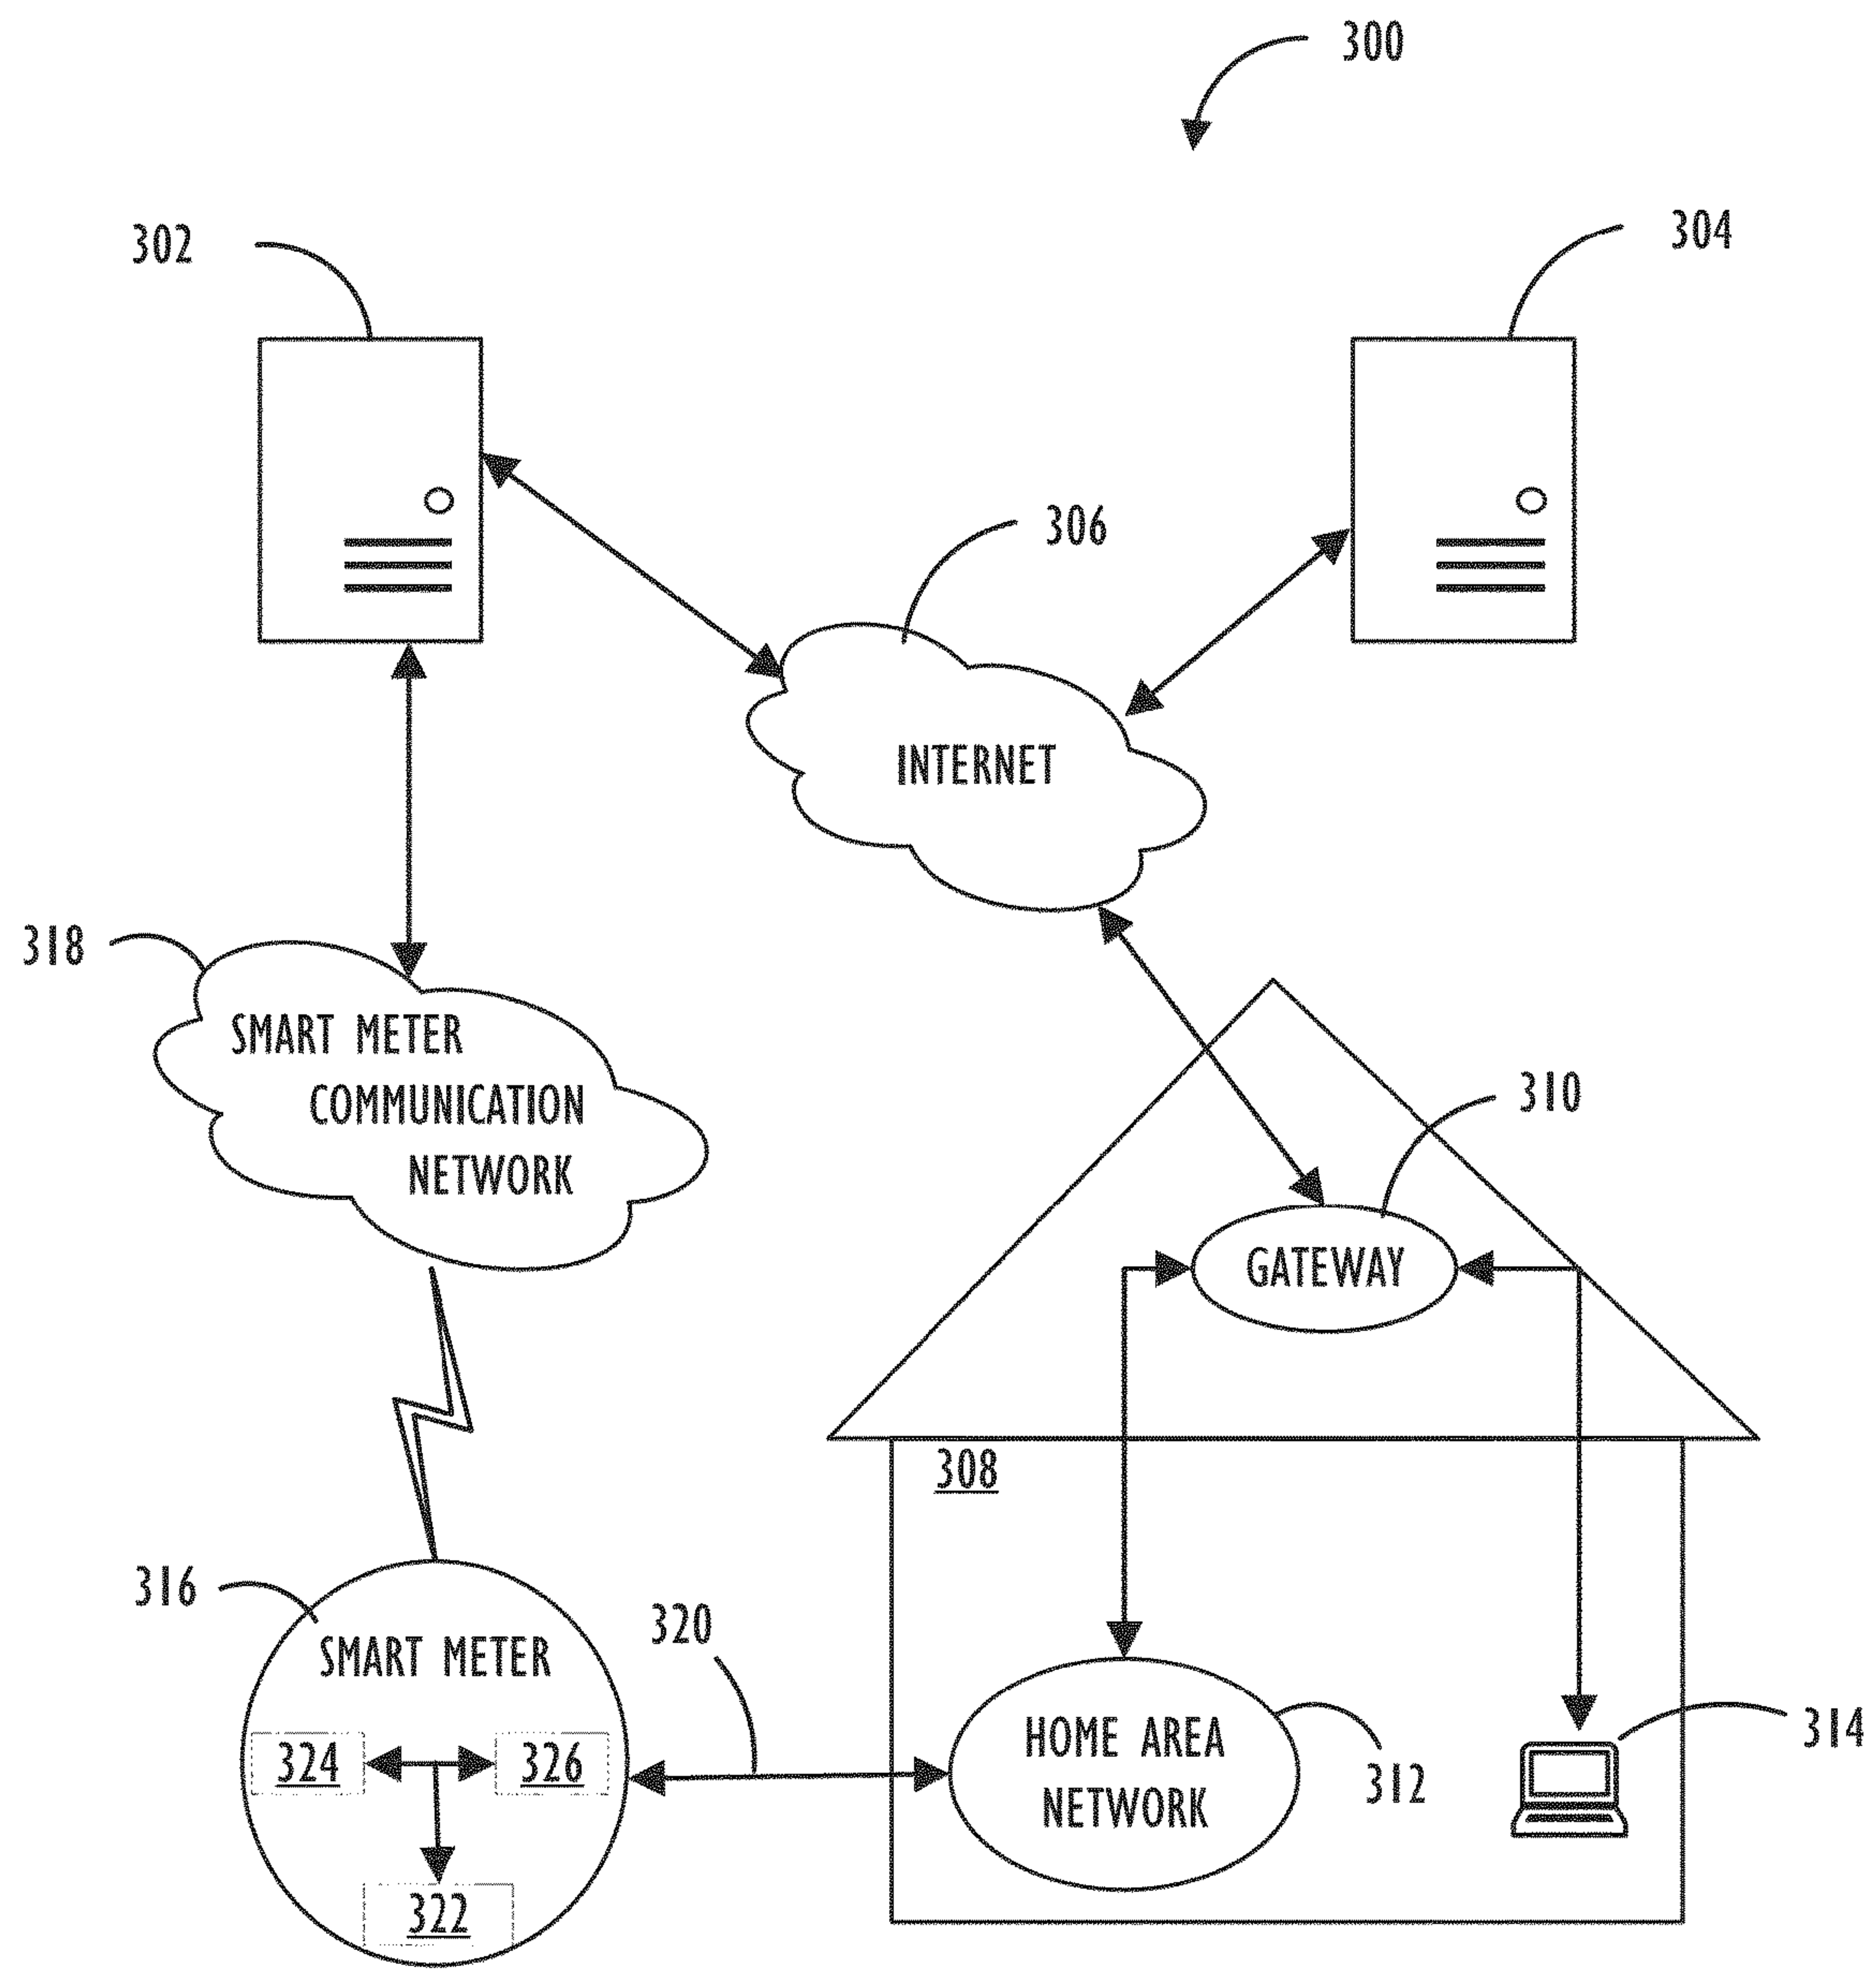 300
302
304
306
INTERNET
318
SMART METER
COMMUNICATION
NETWORK
310
GATEWAY
308
316
SMART METER
320
324
326
322
HOME AREA
NETWORK
312
314